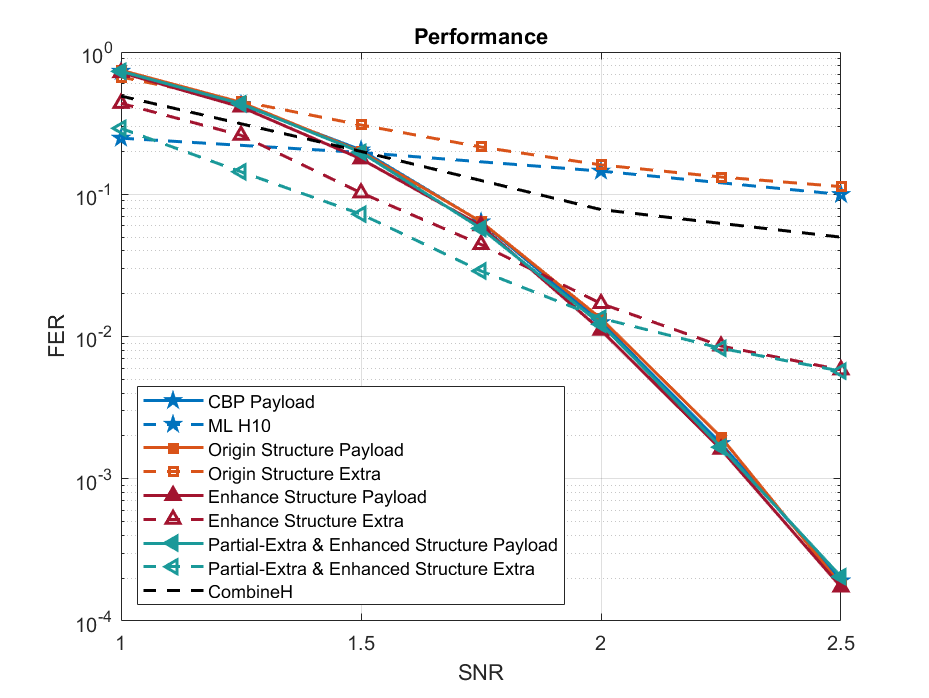 Performance
10^0
10^-1
10^-2
10^-3
10^-4
FER
CBP Payload
ML H10
Origin Structure Payload
Origin Structure Extra
Enhance Structure Payload
Enhance Structure Extra
Partial-Extra & Enhanced Structure Payload
Partial-Extra & Enhanced Structure Extra
CombineH
1 1.5 2 2.5
SNR